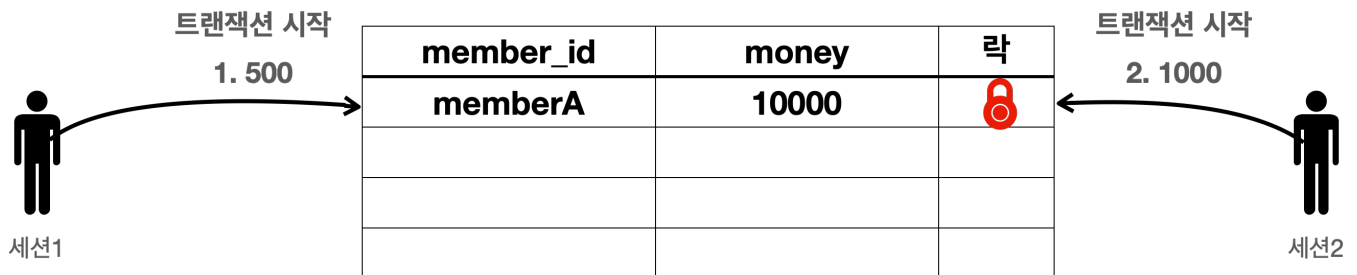 트랜잭션 시작
1. 500
세션1
member_id money 락
memberA 10000
트랜잭션 시작
2. 1000
세션2